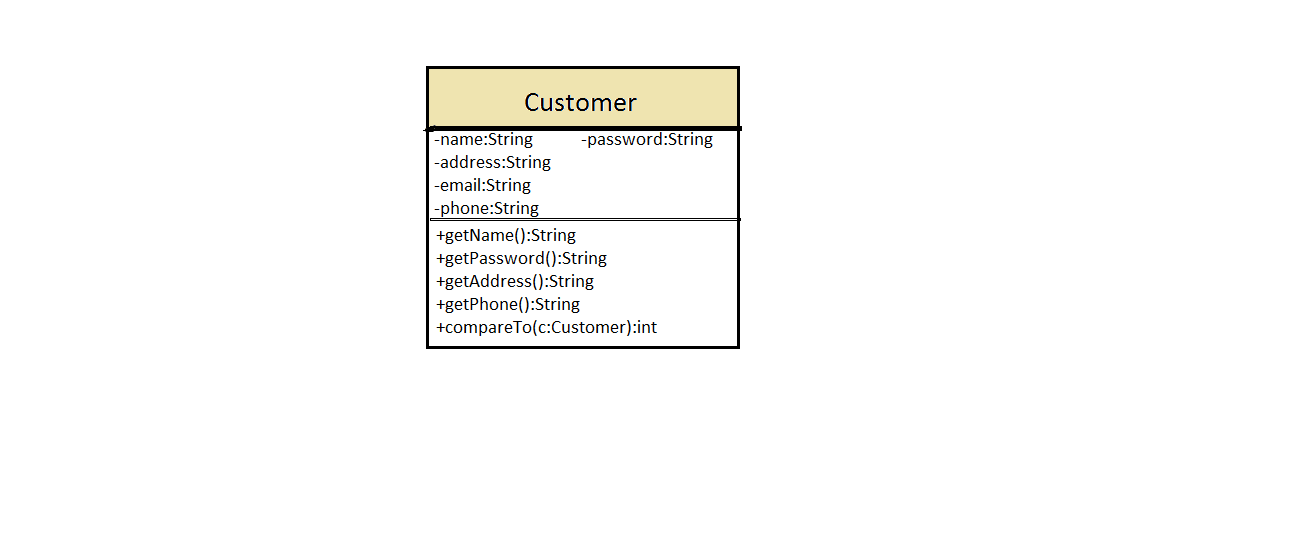 Customer
-name:String -password:String
-address:String
-email:String
-phone:String
+getName():String
+getPassword():String
+getAddress():String
+getPhone():String
+compareTo(c:Customer):int